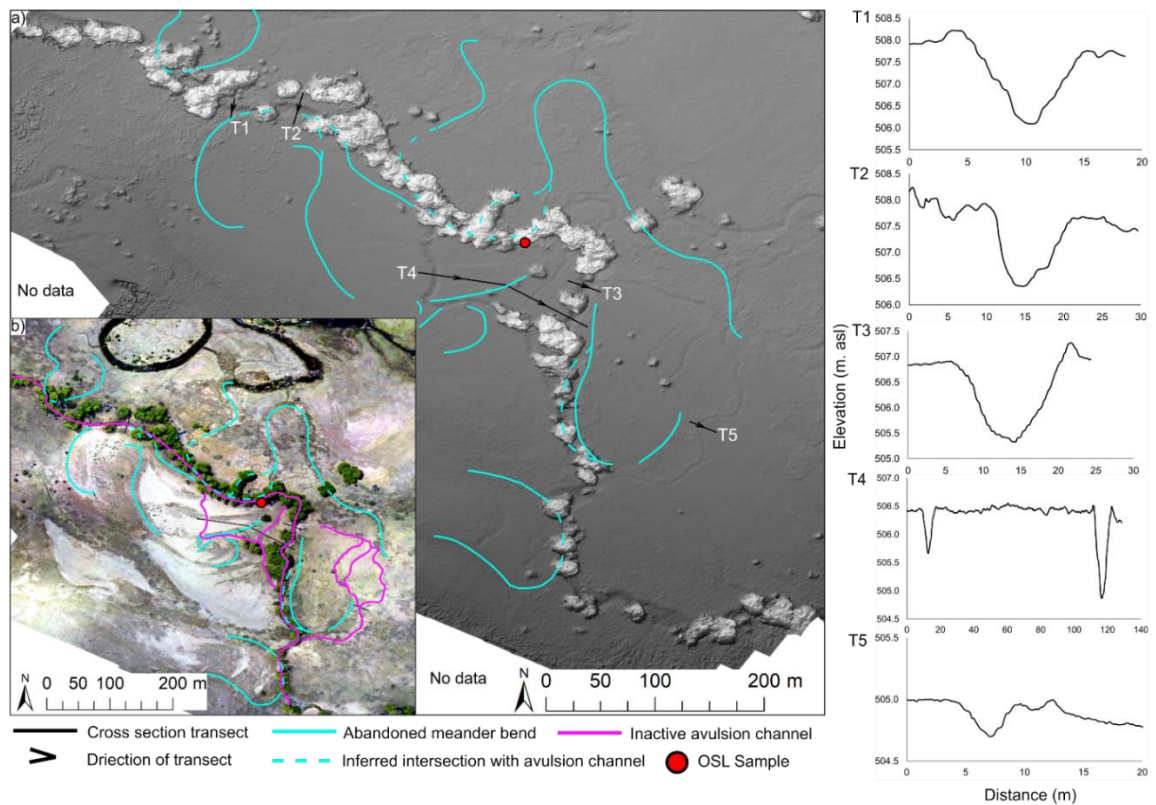 a)
T1
T2
T3
T4
T5
No data
No data
b)
N
0 50 100 200 m
N
0 50 100 200 m
Cross section transect
Abandoned meander bend
Inactive avulsion channel
Driection of transect
Inferred intersection with avulsion channel
OSL Sample
Elevation (m. asl)
T1
508.5
508.0
507.5
507.0
506.5
506.0
505.5
0 5 10 15 20
T2
508.5
508.0
507.5
507.0
506.5
506.0
0 5 10 15 20 25 30
T3
507.5
507.0
506.5
506.0
505.5
505.0
0 5 10 15 20 25 30
T4
507.0
506.5
506.0
505.5
505.0
504.5
0 20 40 60 80 100 120 140
T5
505.5
505.0
504.5
0 5 10 15 20
Distance (m)